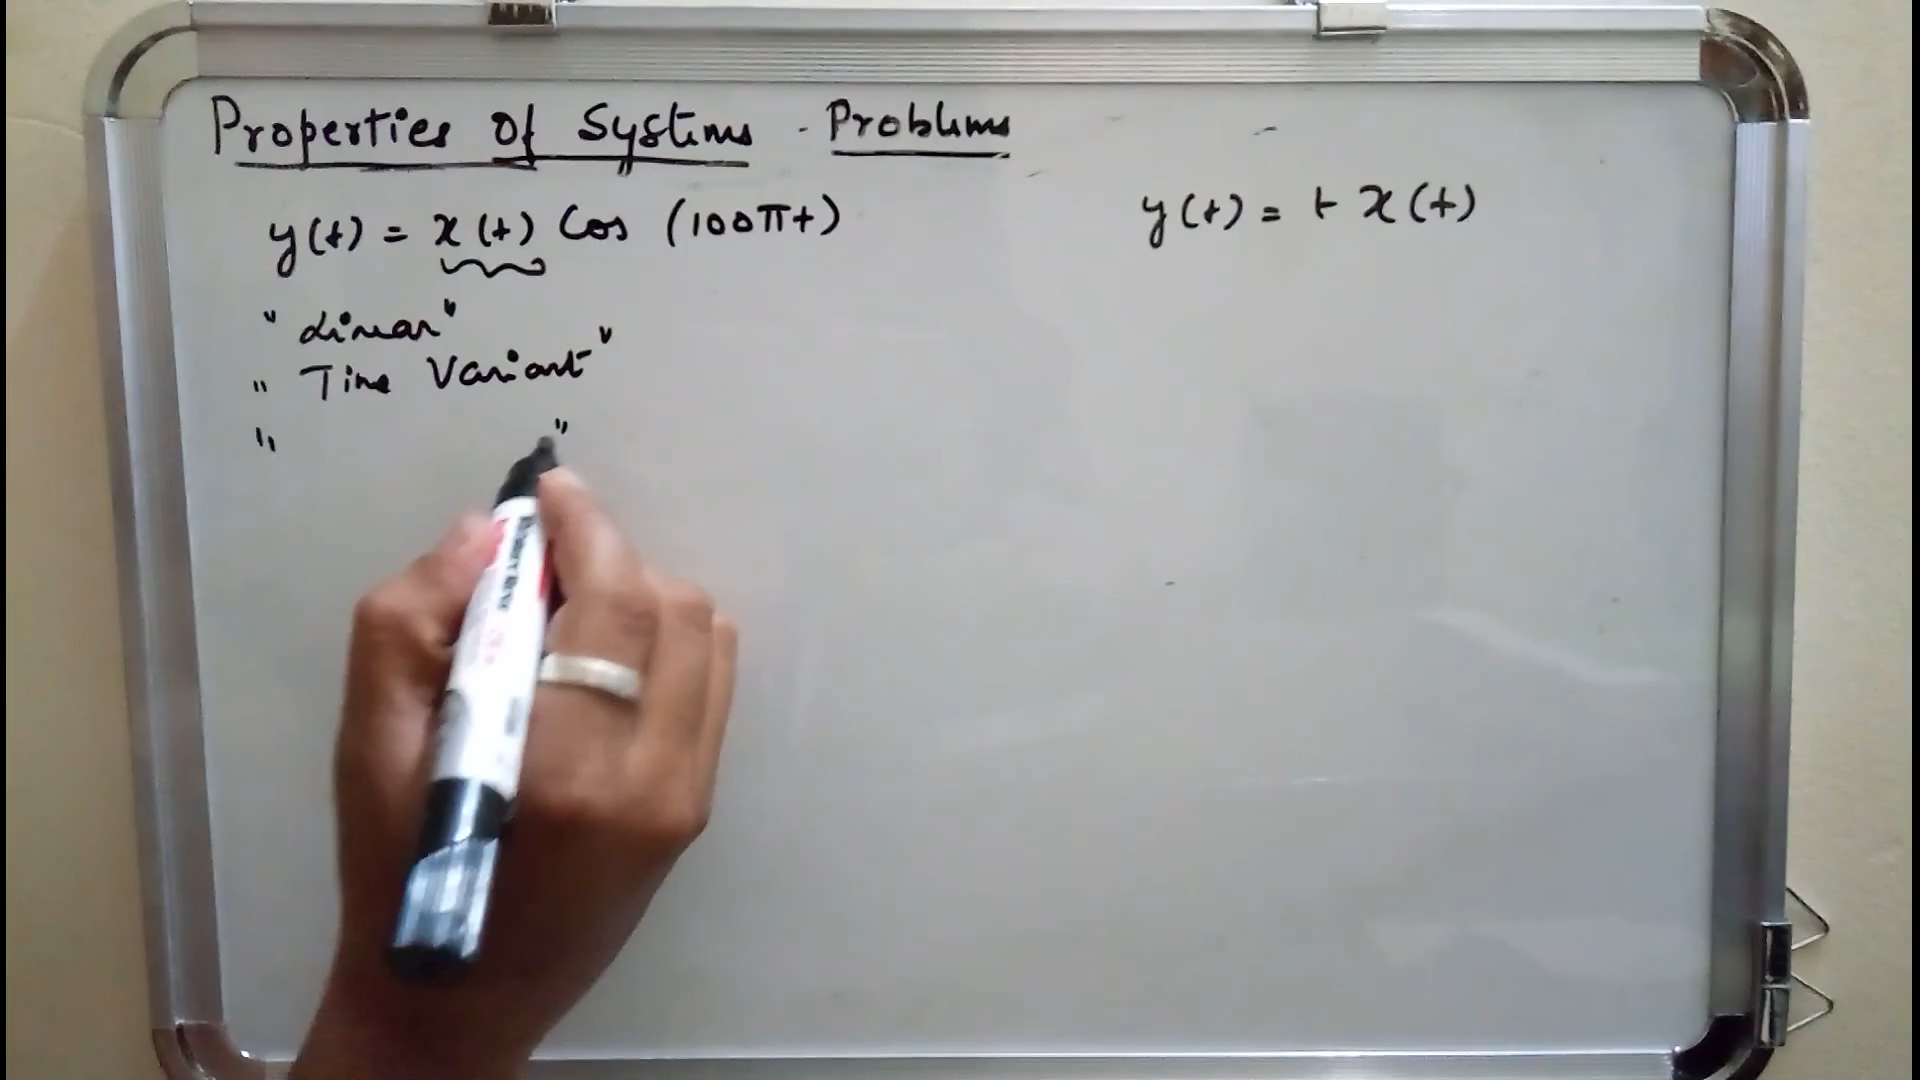 Properties of Systems - Problems
y(t) = x(t) Cos (100πt)
y(t) = t x(t)
" Linear "
" Time Variant "
" "